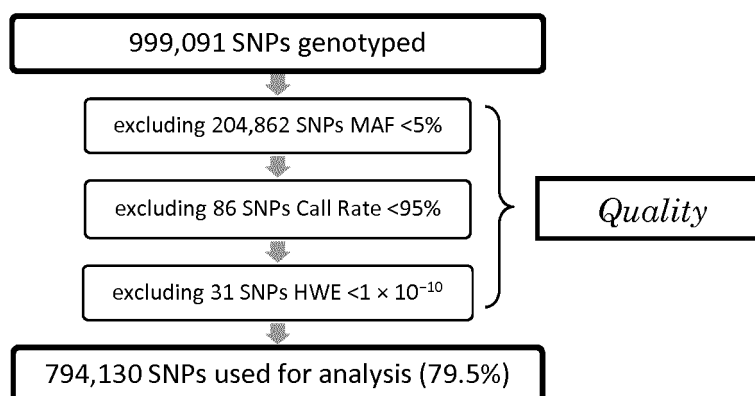 999,091 SNPs genotyped
excluding 204,862 SNPs MAF <5%
excluding 86 SNPs Call Rate <95%
Quality
excluding 31 SNPs HWE <1 × 10⁻¹⁰
794,130 SNPs used for analysis (79.5%)